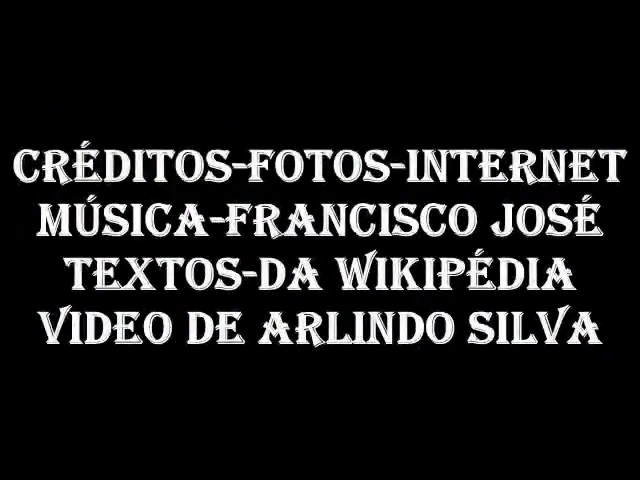 CRÉDITOS-FOTOS-INTERNET
MÚSICA-FRANCISCO JOSÉ
TEXTOS-DA WIKIPÉDIA
VIDEO DE ARLINDO SILVA